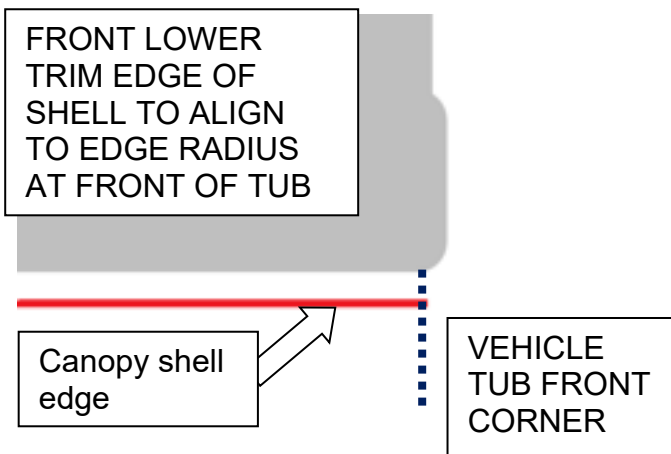 FRONT LOWER
TRIM EDGE OF
SHELL TO ALIGN
TO EDGE RADIUS
AT FRONT OF TUB
Canopy shell
edge
VEHICLE
TUB FRONT
CORNER